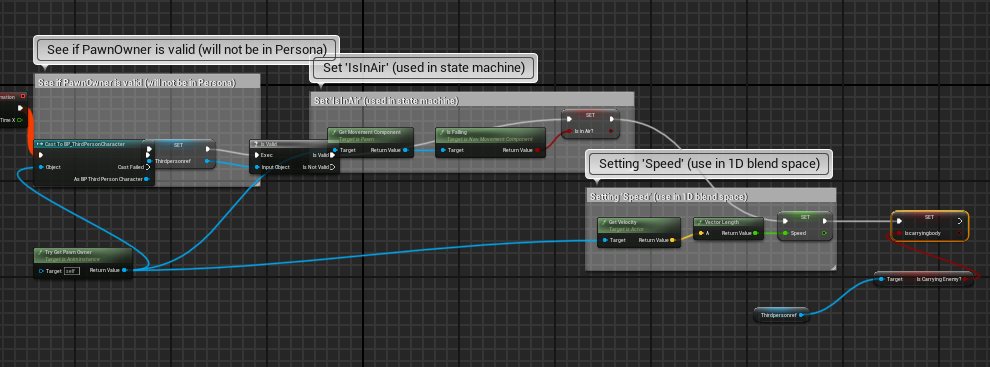 See if PawnOwner is valid (will not be in Persona)
Set 'IsInAir' (used in state machine)
See if PawnOwner is valid (will not be in Persona)
Set 'IsInAir' (used in state machine)
Time X
Cast To BP_ThirdPersonCharacter
Object
Cast Failed
As BP Third Person Character
SET
Thirdpersonref
Is Valid
Exec
Is Valid
Input Object
Is Not Valid
Get Movement Component
Target is Pawn
Target
Return Value
Is Falling
Target is Nav Movement Component
Target
Return Value
SET
Is in Air?
Setting 'Speed' (use in 1D blend space)
Setting 'Speed' (use in 1D blend space)
Get Velocity
Target is Actor
Target
Return Value
Vector Length
A
Return Value
SET
Speed
SET
Iscarryingbody
Try Get Pawn Owner
Target is Anim Instance
Target
self
Return Value
Target
Is Carrying Enemy?
Thirdpersonref